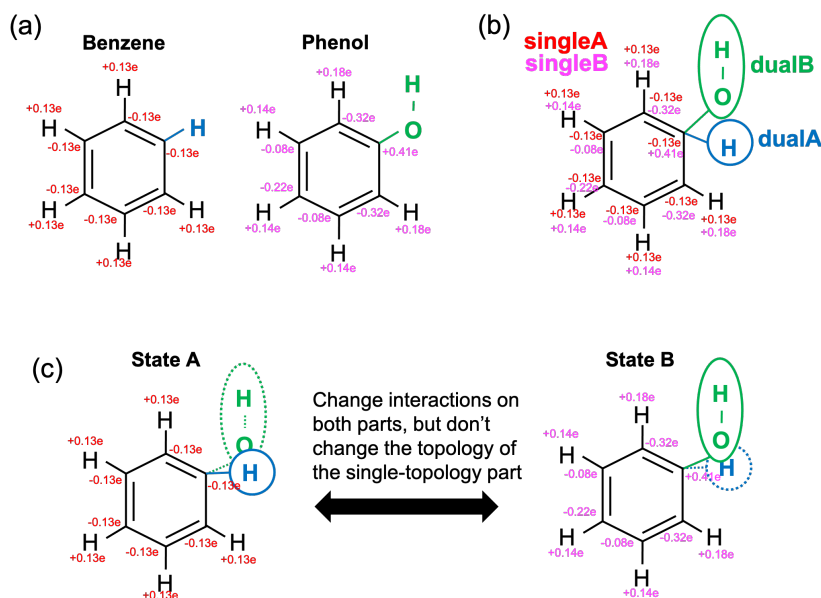 (a)
Benzene
Phenol
+0.13e
H
+0.13e
H
-0.13e
H
-0.13e
-0.13e
-0.13e
-0.13e
-0.13e
H
+0.13e
H
+0.13e
H
+0.13e
+0.18e
H
+0.14e
H
-0.32e
H
O
-0.08e
+0.41e
-0.22e
-0.32e
-0.08e
H
+0.14e
H
+0.18e
H
+0.14e
(b)
singleA
singleB
dualB
dualA
+0.13e
+0.18e
H
H
O
H
+0.13e
+0.14e
H
-0.13e
-0.32e
-0.13e
-0.08e
-0.13e
+0.41e
-0.13e
-0.22e
-0.13e
-0.08e
-0.13e
-0.32e
H
+0.13e
+0.14e
H
+0.13e
+0.18e
H
+0.13e
+0.14e
(c)
State A
+0.13e
H
H
O
H
+0.13e
H
-0.13e
-0.13e
-0.13e
-0.13e
-0.13e
-0.13e
H
+0.13e
H
+0.13e
H
+0.13e
Change interactions on
both parts, but don't
change the topology of
the single-topology part
State B
+0.18e
H
H
O
H
+0.14e
H
-0.32e
-0.08e
+0.41e
-0.22e
-0.08e
-0.32e
H
+0.14e
H
+0.18e
H
+0.14e